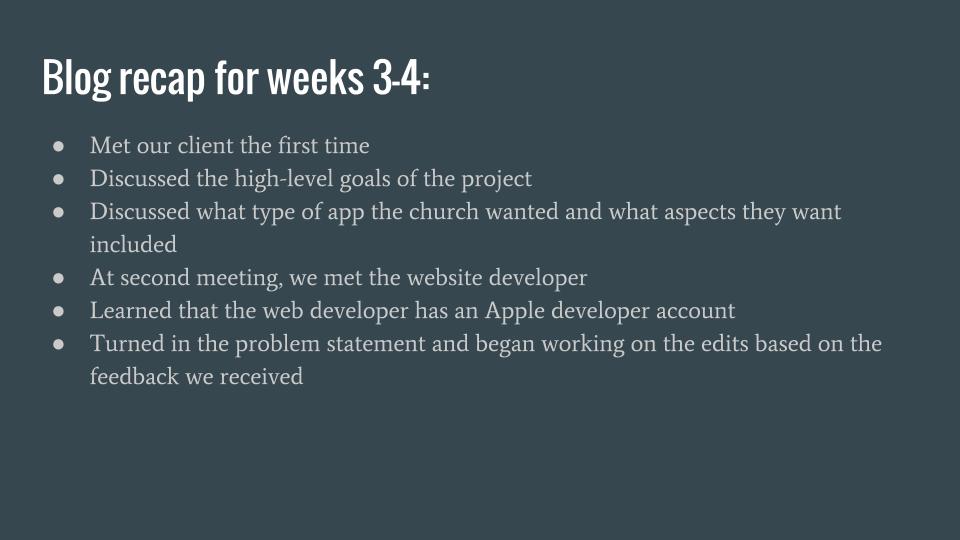 Blog recap for weeks 3-4:
● Met our client the first time
● Discussed the high-level goals of the project
● Discussed what type of app the church wanted and what aspects they want
included
● At second meeting, we met the website developer
● Learned that the web developer has an Apple developer account
● Turned in the problem statement and began working on the edits based on the
feedback we received